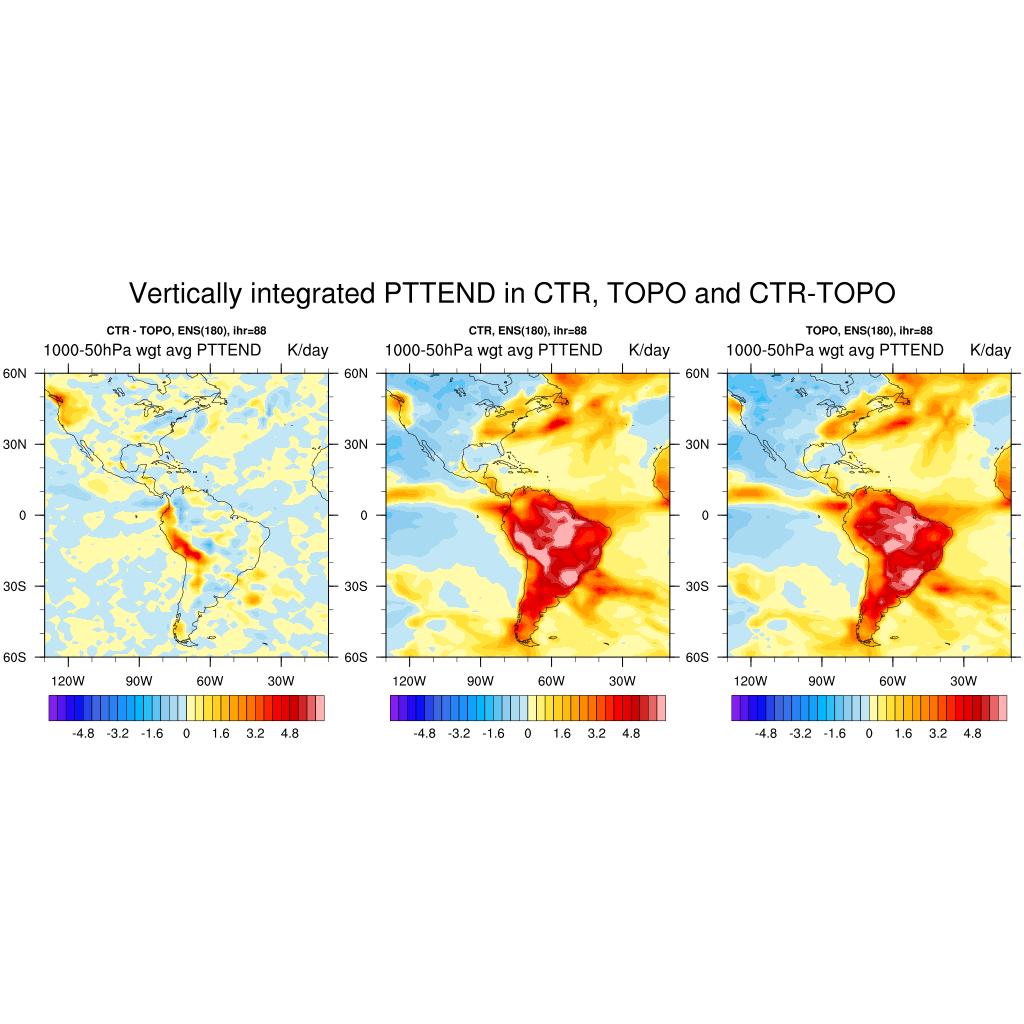 Vertically integrated PTTEND in CTR, TOPO and CTR-TOPO
CTR - TOPO, ENS(180), ihr=88
1000-50hPa wgt avg PTTEND K/day
60N
30N
0
30S
60S
120W 90W 60W 30W
-4.8 -3.2 -1.6 0 1.6 3.2 4.8
CTR, ENS(180), ihr=88
1000-50hPa wgt avg PTTEND K/day
60N
30N
0
30S
60S
120W 90W 60W 30W
-4.8 -3.2 -1.6 0 1.6 3.2 4.8
TOPO, ENS(180), ihr=88
1000-50hPa wgt avg PTTEND K/day
60N
30N
0
30S
60S
120W 90W 60W 30W
-4.8 -3.2 -1.6 0 1.6 3.2 4.8